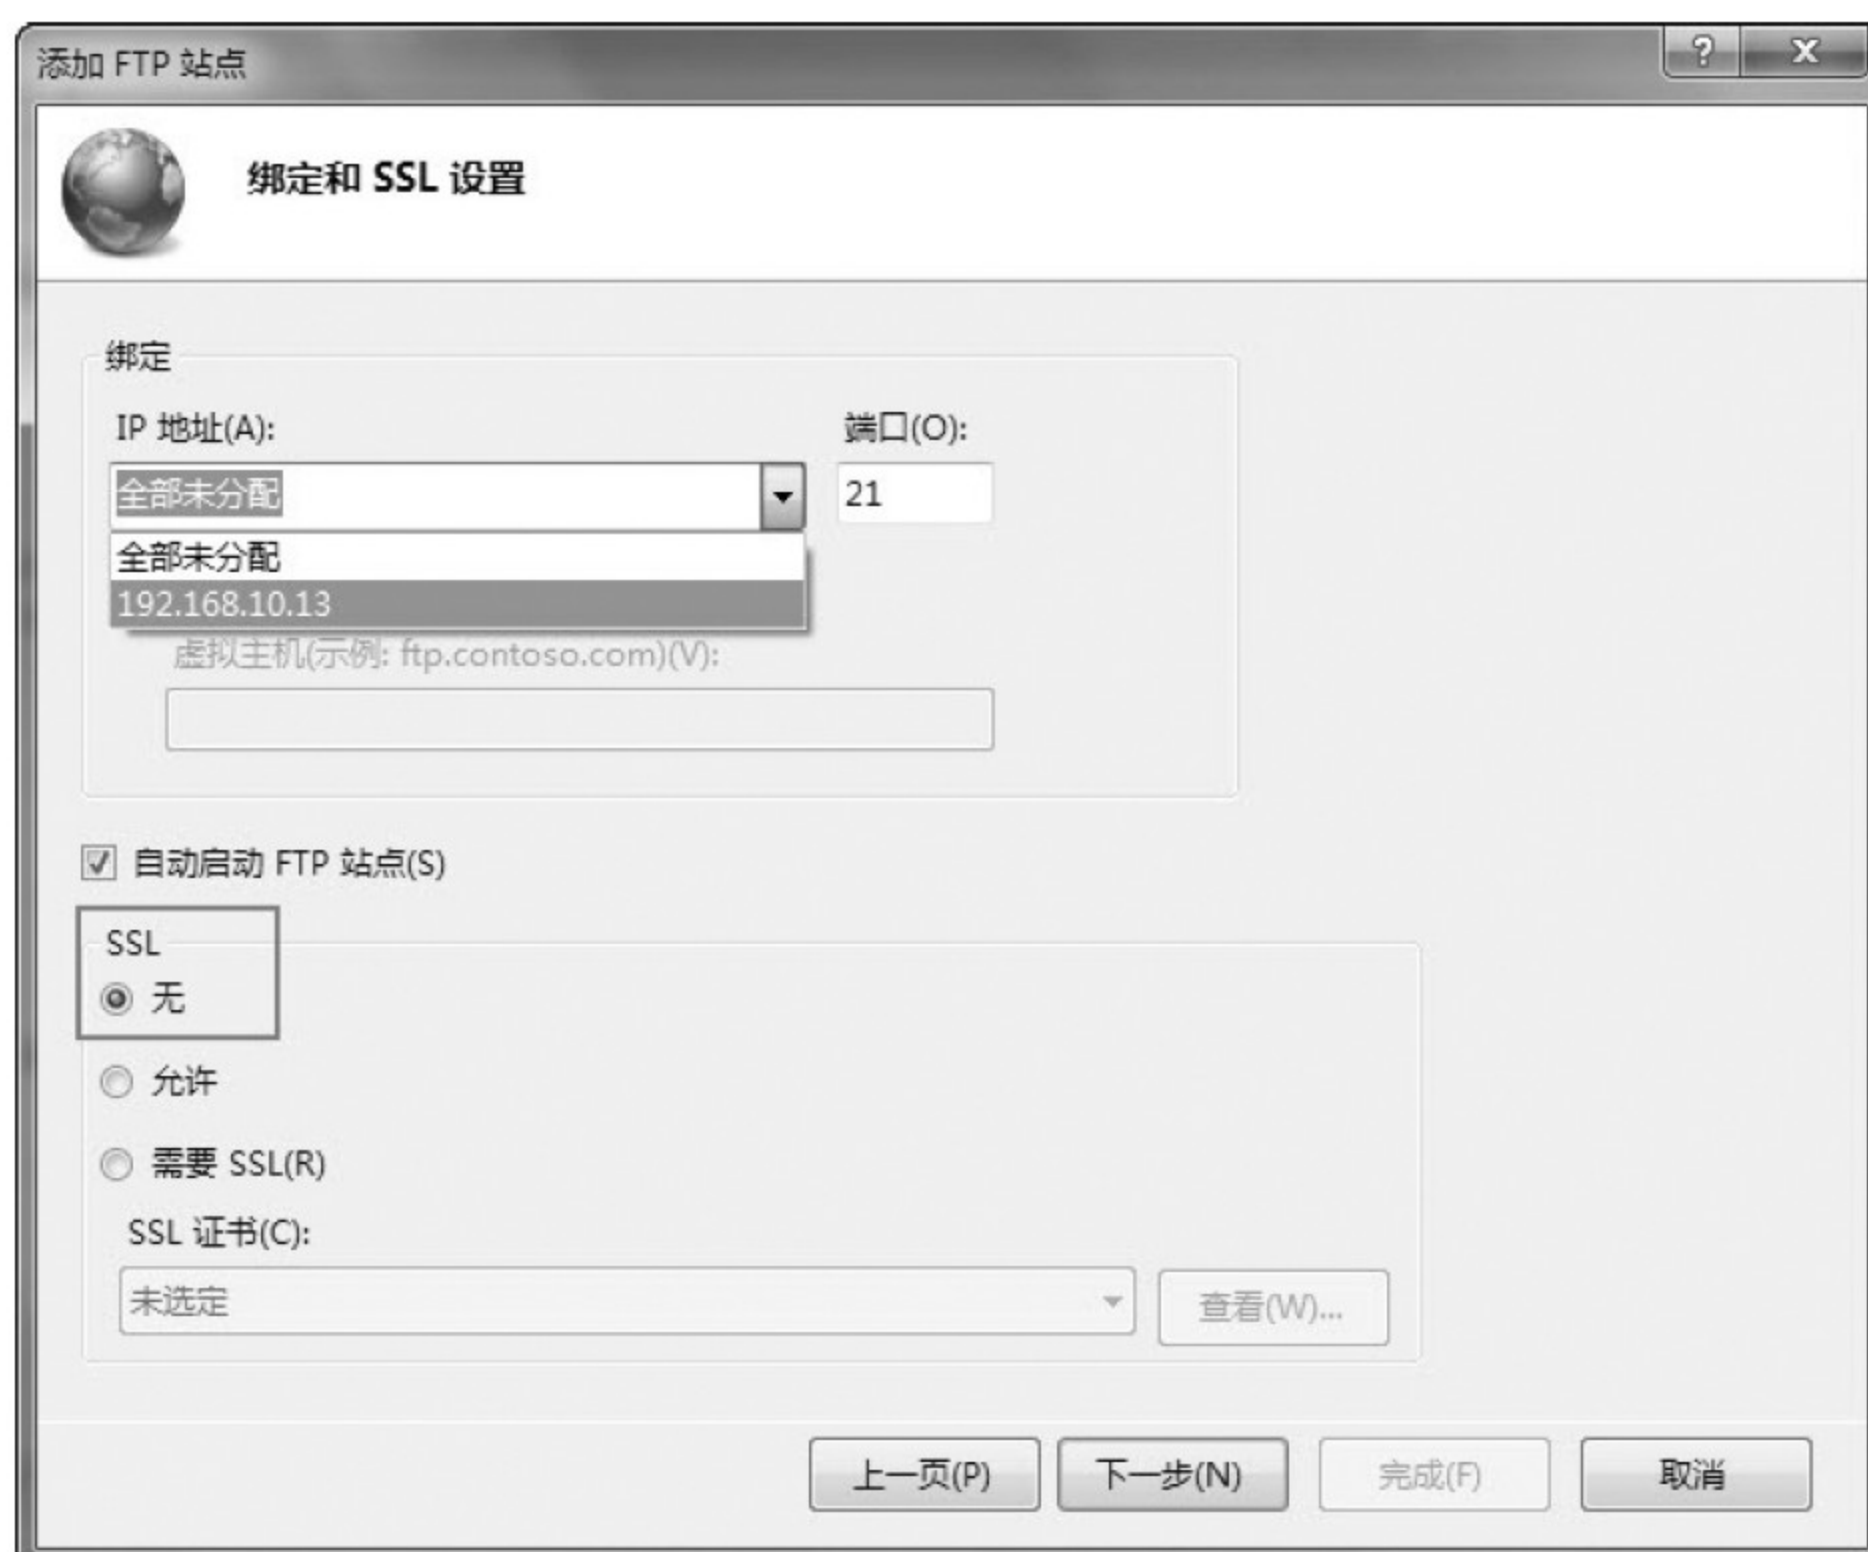 添加 FTP 站点
绑定和 SSL 设置
绑定
IP 地址(A):
端口(O):
全部未分配
21
全部未分配
192.168.10.13
虚拟主机(示例: ftp.contoso.com)(V):
自动启动 FTP 站点(S)
SSL
无
允许
需要 SSL(R)
SSL 证书(C):
未选定
查看(W)...
上一页(P)
下一步(N)
完成(F)
取消